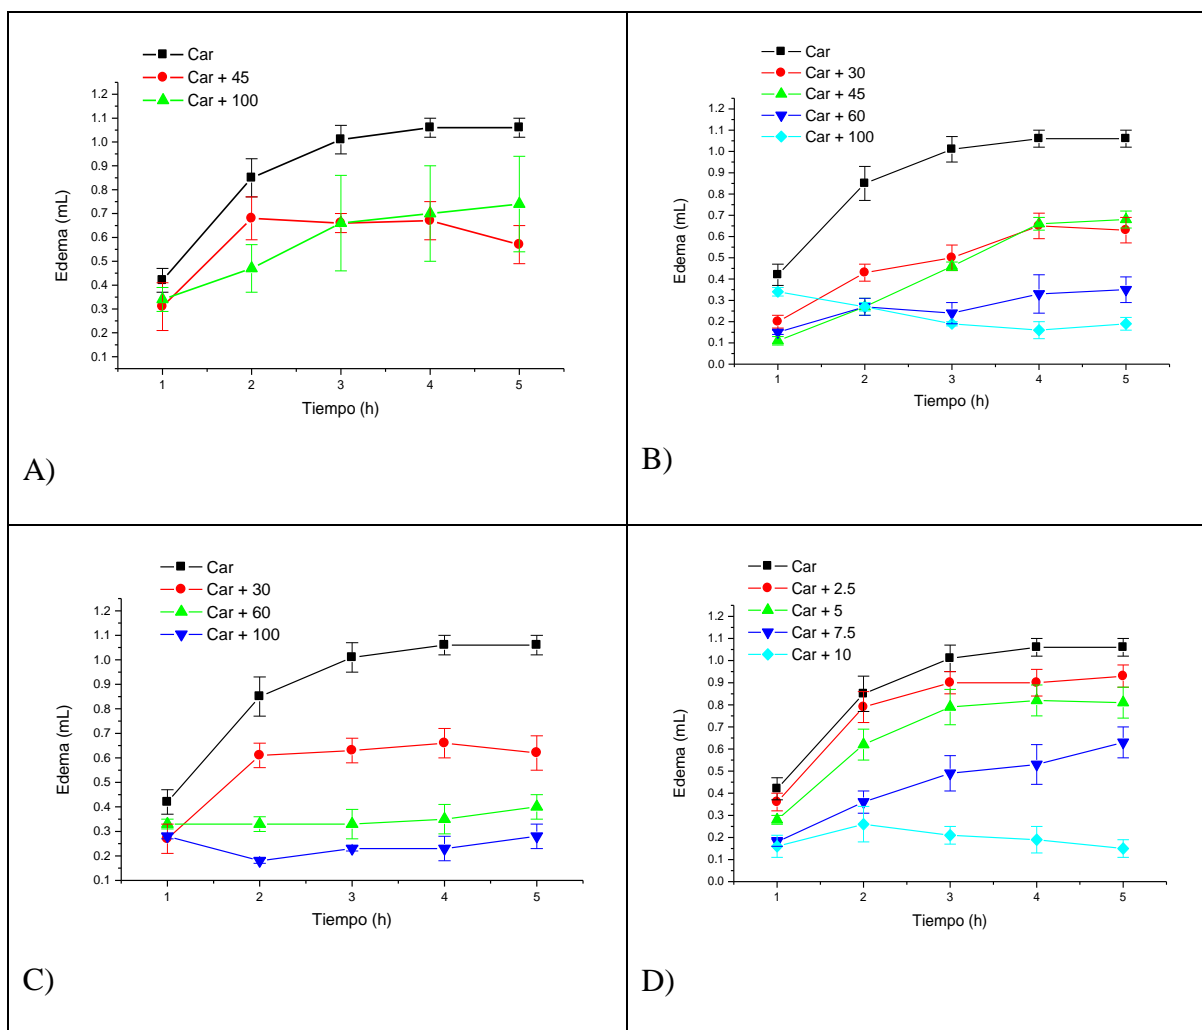 Car
Car + 45
Car + 100
1.2
1.1
1.0
0.9
0.8
0.7
0.6
0.5
0.4
0.3
0.2
0.1
Edema (mL)
1 2 3 4 5
Tiempo (h)
A)
Car
Car + 30
Car + 45
Car + 60
Car + 100
1.2
1.1
1.0
0.9
0.8
0.7
0.6
0.5
0.4
0.3
0.2
0.1
0.0
Edema (mL)
1 2 3 4 5
Tiempo (h)
B)
Car
Car + 30
Car + 60
Car + 100
1.2
1.1
1.0
0.9
0.8
0.7
0.6
0.5
0.4
0.3
0.2
0.1
Edema (mL)
1 2 3 4 5
Tiempo (h)
C)
Car
Car + 2.5
Car + 5
Car + 7.5
Car + 10
1.2
1.1
1.0
0.9
0.8
0.7
0.6
0.5
0.4
0.3
0.2
0.1
0.0
Edema (mL)
1 2 3 4 5
Tiempo (h)
D)